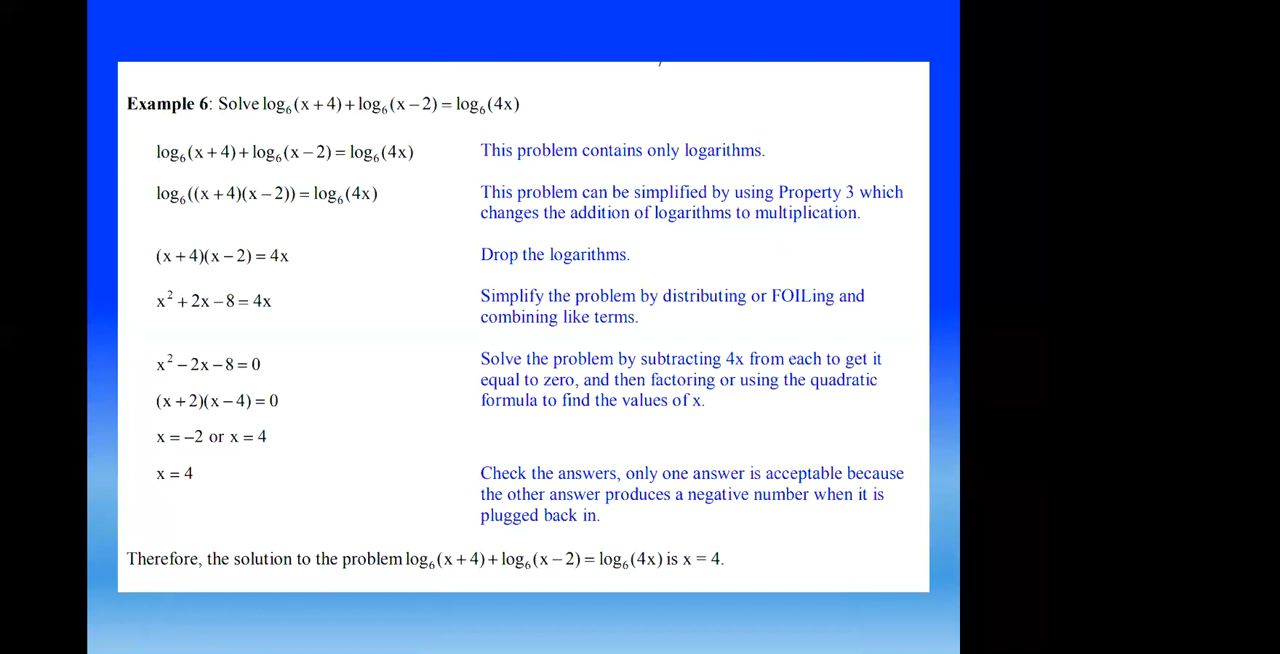 Example 6: Solve log₆(x+4)+log₆(x−2)=log₆(4x)
log₆(x+4)+log₆(x−2)=log₆(4x) This problem contains only logarithms.
log₆((x+4)(x−2))=log₆(4x) This problem can be simplified by using Property 3 which
changes the addition of logarithms to multiplication.
(x+4)(x−2)=4x Drop the logarithms.
x²+2x−8=4x Simplify the problem by distributing or FOILing and
combining like terms.
x²−2x−8=0 Solve the problem by subtracting 4x from each to get it
equal to zero, and then factoring or using the quadratic
(x+2)(x−4)=0 formula to find the values of x.
x=−2 or x=4
x=4 Check the answers, only one answer is acceptable because
the other answer produces a negative number when it is
plugged back in.
Therefore, the solution to the problem log₆(x+4)+log₆(x−2)=log₆(4x) is x = 4.